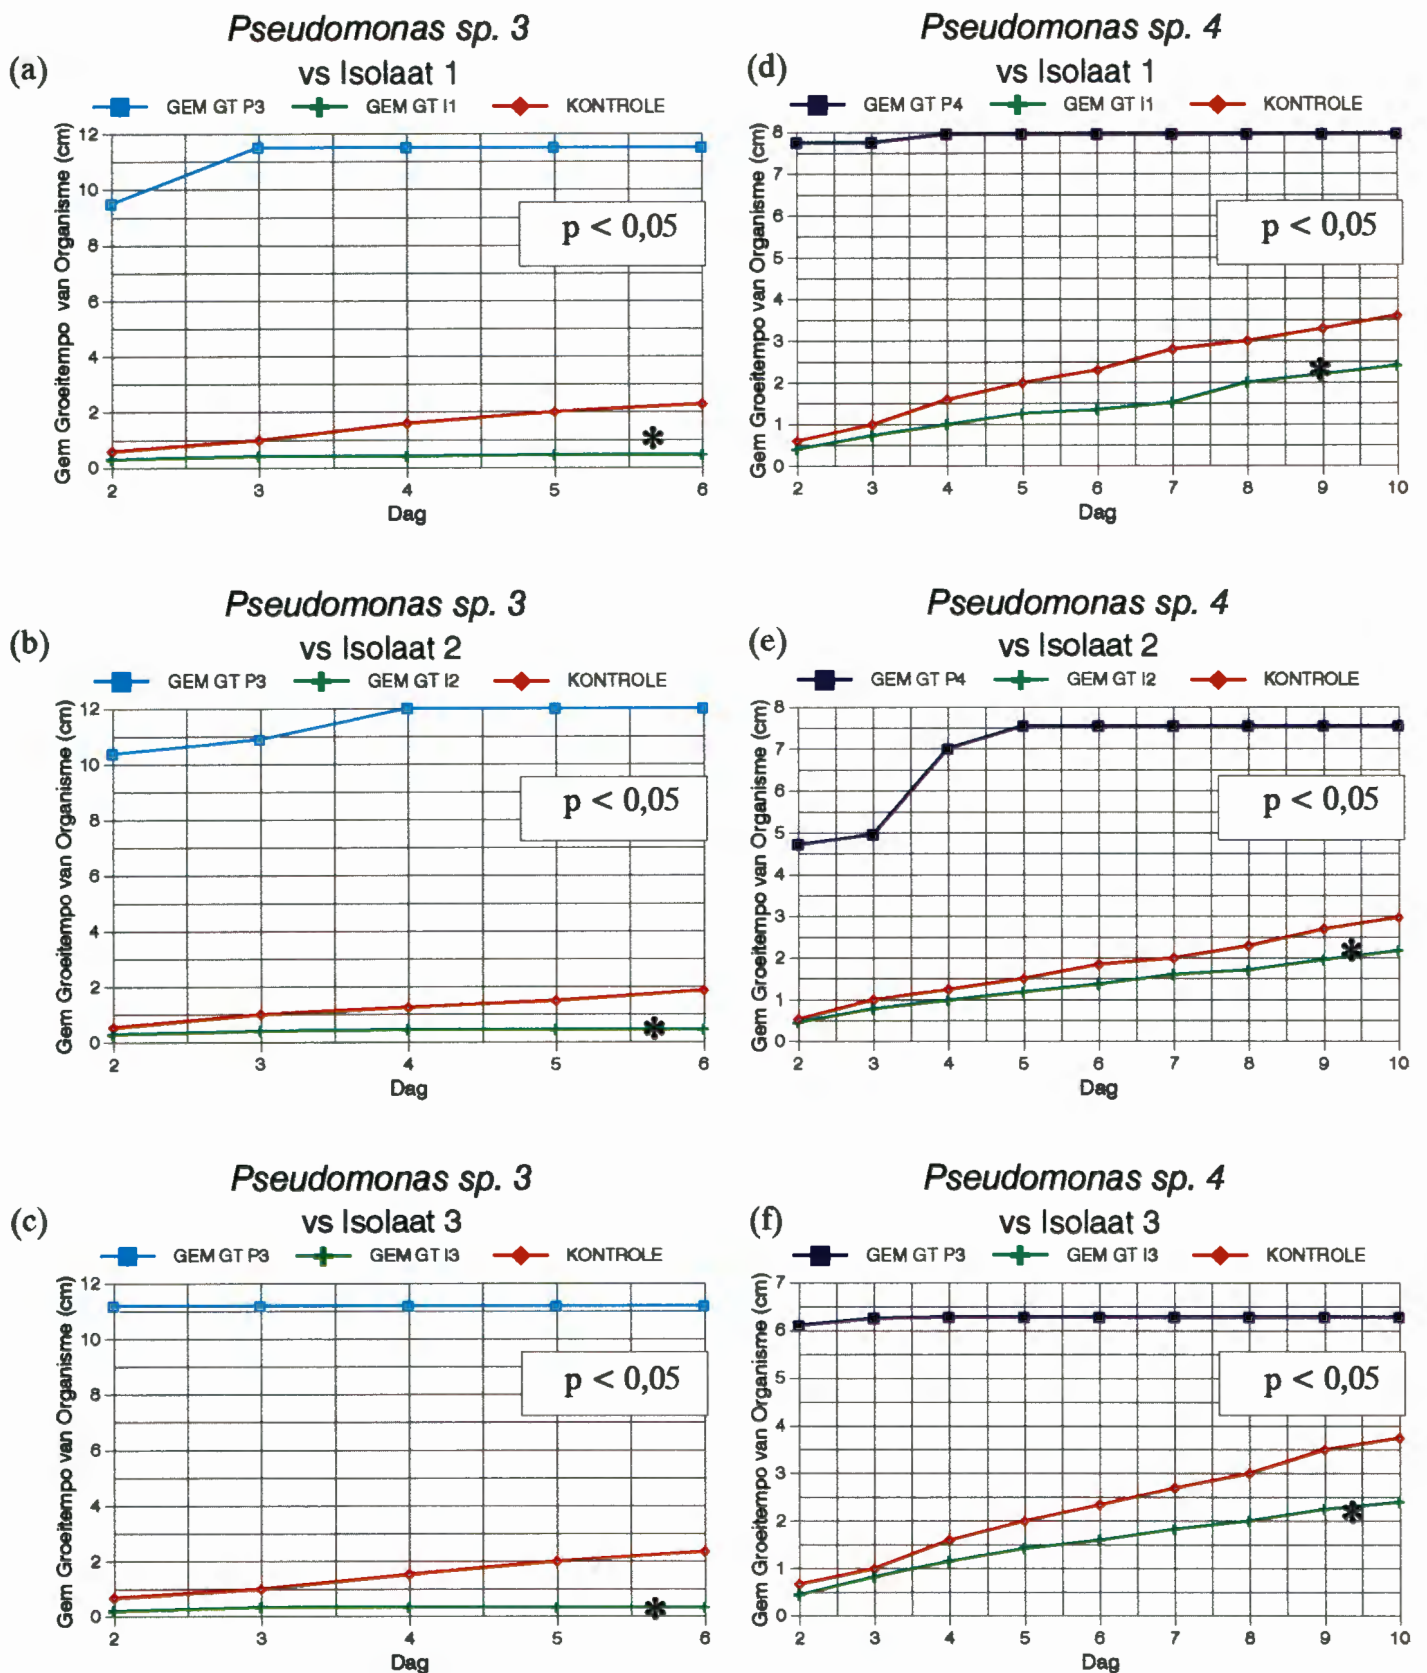 (a)
Pseudomonas sp. 3
vs Isolaat 1
GEM GT P3 GEM GT I1 KONTROLE
Gem Groeitempo van Organisme (cm)
12
10
8
6
4
2
0
p < 0,05
*
2 3 4 5 6
Dag
(d)
Pseudomonas sp. 4
vs Isolaat 1
GEM GT P4 GEM GT I1 KONTROLE
Gem Groeitempo van Organisme (cm)
8
7
6
5
4
3
2
1
0
p < 0,05
*
2 3 4 5 6 7 8 9 10
Dag
(b)
Pseudomonas sp. 3
vs Isolaat 2
GEM GT P3 GEM GT I2 KONTROLE
Gem Groeitempo van Organisme (cm)
12
10
8
6
4
2
0
p < 0,05
*
2 3 4 5 6
Dag
(e)
Pseudomonas sp. 4
vs Isolaat 2
GEM GT P4 GEM GT I2 KONTROLE
Gem Groeitempo van Organisme (cm)
8
7
6
5
4
3
2
1
0
p < 0,05
*
2 3 4 5 6 7 8 9 10
Dag
(c)
Pseudomonas sp. 3
vs Isolaat 3
GEM GT P3 GEM GT I3 KONTROLE
Gem Groeitempo van Organisme (cm)
12
10
8
6
4
2
0
p < 0,05
*
2 3 4 5 6
Dag
(f)
Pseudomonas sp. 4
vs Isolaat 3
GEM GT P3 GEM GT I3 KONTROLE
Gem Groeitempo van Organisme (cm)
7
6
5
4
3
2
1
0
p < 0,05
*
2 3 4 5 6 7 8 9 10
Dag